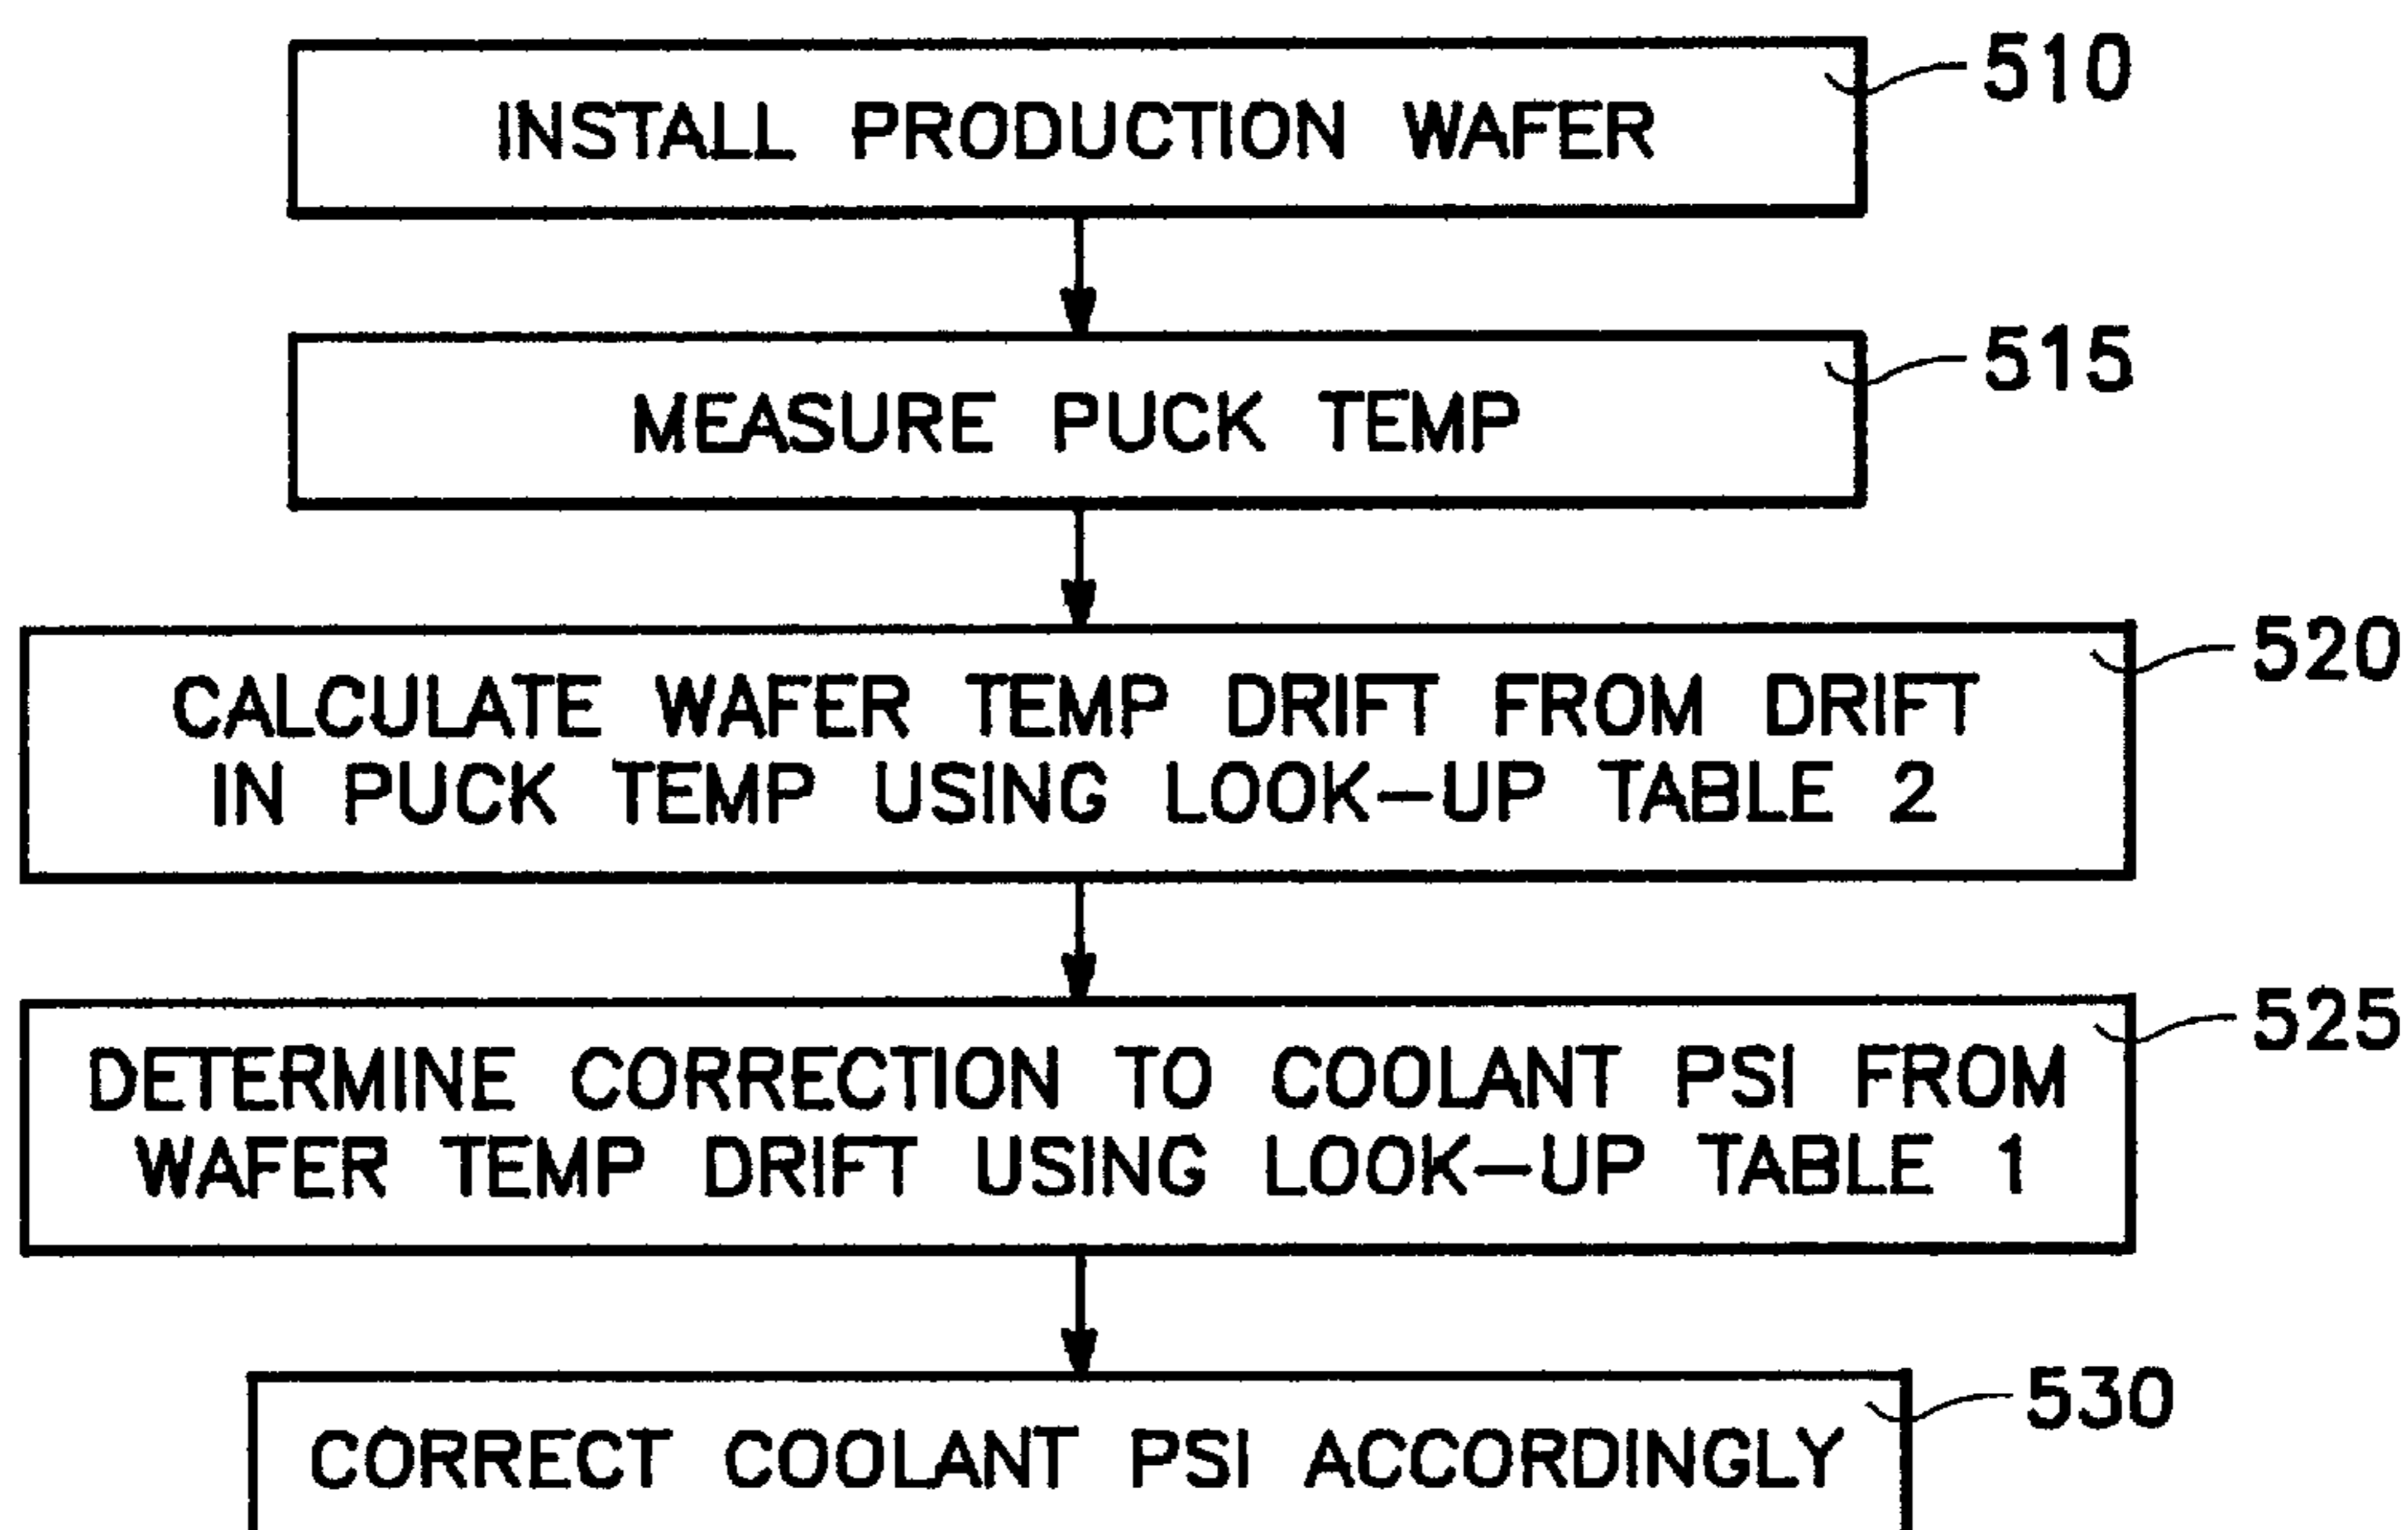 INSTALL PRODUCTION WAFER
510
MEASURE PUCK TEMP
515
CALCULATE WAFER TEMP DRIFT FROM DRIFT
IN PUCK TEMP USING LOOK-UP TABLE 2
520
DETERMINE CORRECTION TO COOLANT PSI FROM
WAFER TEMP DRIFT USING LOOK-UP TABLE 1
525
CORRECT COOLANT PSI ACCORDINGLY
530